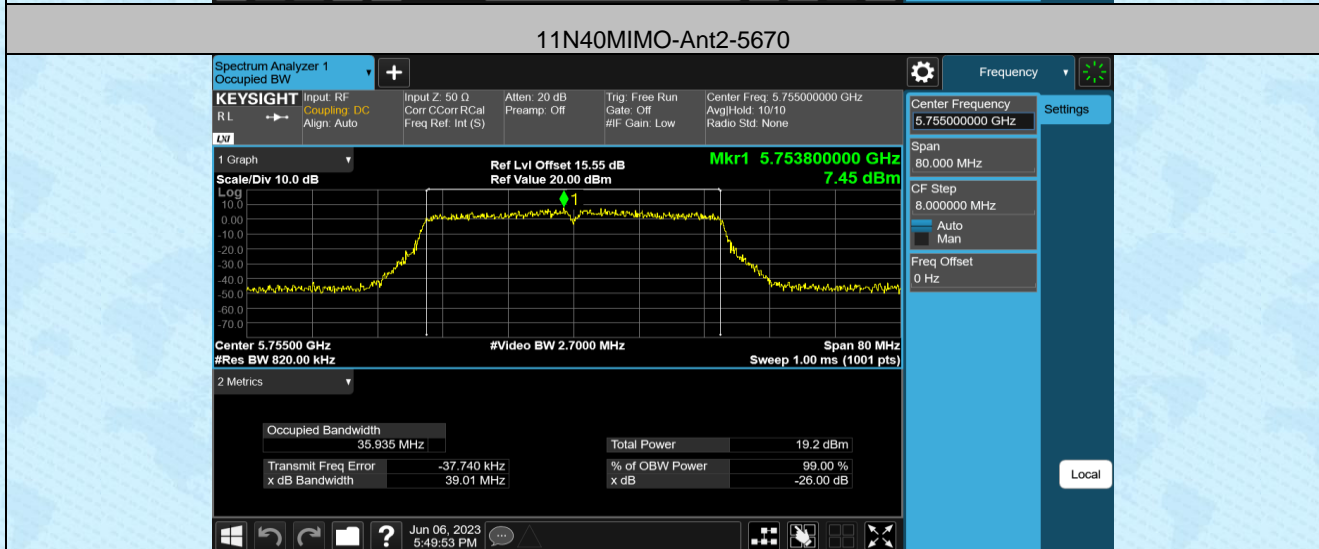 11N40MIMO-Ant2-5670
Spectrum Analyzer 1
Occupied BW
+
Frequency
KEYSIGHT
R L
LXI
Input: RF
Coupling: DC
Align: Auto
Input Z: 50 Ω
Corr CCorr RCal
Freq Ref: Int (S)
Atten: 20 dB
Preamp: Off
Trig: Free Run
Gate: Off
#IF Gain: Low
Center Freq: 5.755000000 GHz
Avg|Hold: 10/10
Radio Std: None
Center Frequency
5.755000000 GHz
Settings
Span
80.000 MHz
CF Step
8.000000 MHz
Auto
Man
Freq Offset
0 Hz
1 Graph
Scale/Div 10.0 dB
Ref Lvl Offset 15.55 dB
Ref Value 20.00 dBm
Mkr1 5.753800000 GHz
7.45 dBm
Log
10.0
0.00
-10.0
-20.0
-30.0
-40.0
-50.0
-60.0
-70.0
1
Center 5.75500 GHz
#Video BW 2.7000 MHz
Span 80 MHz
#Res BW 820.00 kHz
Sweep 1.00 ms (1001 pts)
2 Metrics
Occupied Bandwidth
35.935 MHz
Total Power 19.2 dBm
Transmit Freq Error -37.740 kHz
% of OBW Power 99.00 %
x dB Bandwidth 39.01 MHz
x dB -26.00 dB
Local
?
Jun 06, 2023
5:49:53 PM